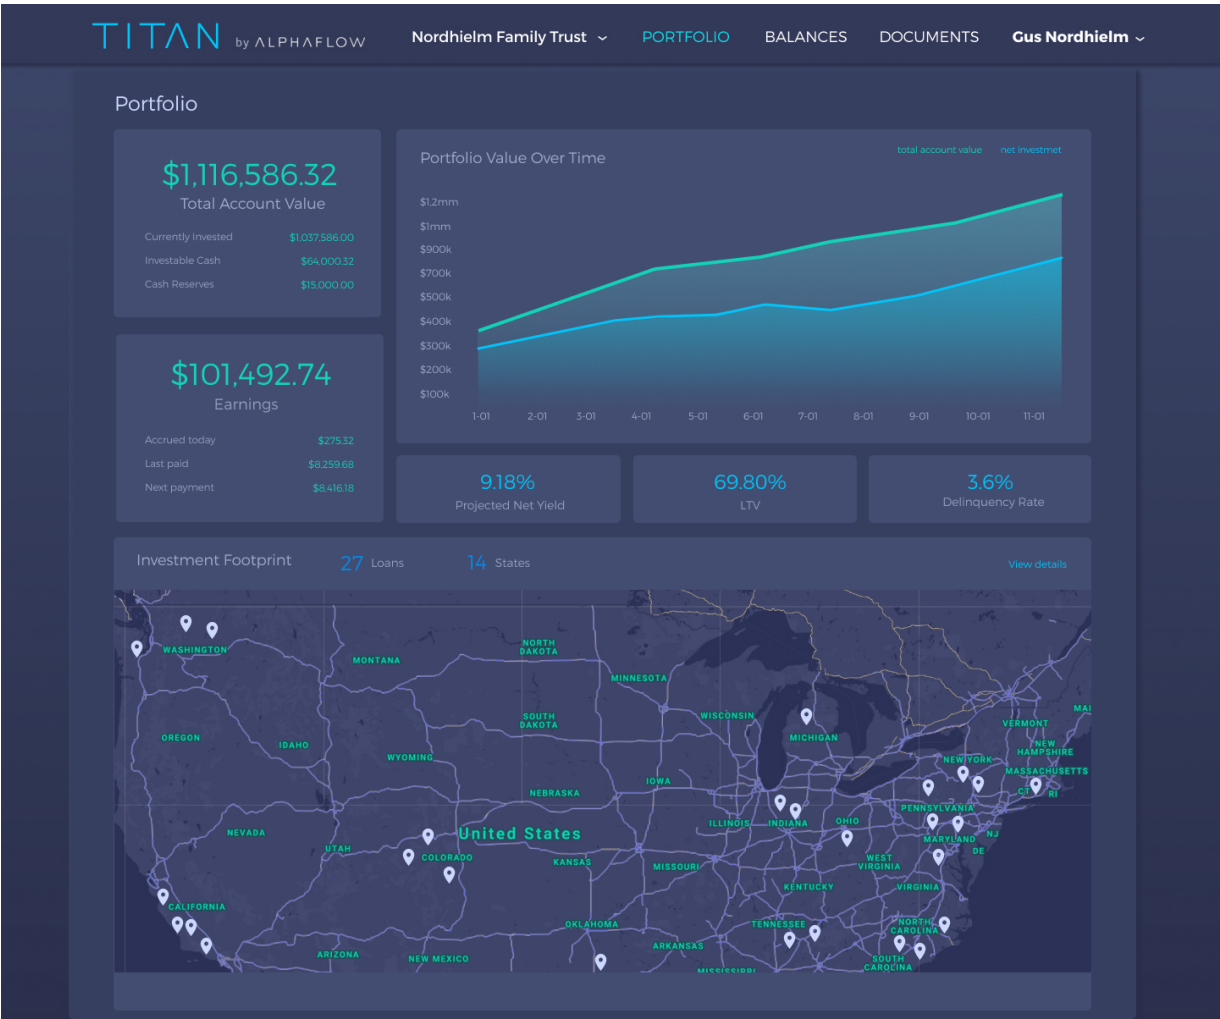 TITAN by ALPHAFLOW
Nordhielm Family Trust
PORTFOLIO
BALANCES
DOCUMENTS
Gus Nordhielm
Portfolio
$1,116,586.32
Total Account Value
Currently Invested $1,037,586.00
Investable Cash $64,000.32
Cash Reserves $15,000.00
$101,492.74
Earnings
Accrued today $275.32
Last paid $8,259.68
Next payment $8,416.18
Portfolio Value Over Time
total account value net investmet
$1.2mm
$1mm
$900k
$700k
$500k
$400k
$300k
$200k
$100k
1-01 2-01 3-01 4-01 5-01 6-01 7-01 8-01 9-01 10-01 11-01
9.18%
Projected Net Yield
69.80%
LTV
3.6%
Delinquency Rate
Investment Footprint
27 Loans
14 States
View details
WASHINGTON
MONTANA
NORTH
DAKOTA
MINNESOTA
SOUTH
DAKOTA
WISCONSIN
MICHIGAN
MAI
VERMONT
NEW
HAMPSHIRE
OREGON
IDAHO
WYOMING
NEW YORK
MASSACHUSETTS
CT RI
IOWA
NEBRASKA
PENNSYLVANIA
ILLINOIS
INDIANA
OHIO
NEVADA
United States
MARYLAND
NJ
DE
UTAH
COLORADO
KANSAS
MISSOURI
WEST
VIRGINIA
KENTUCKY
VIRGINIA
CALIFORNIA
OKLAHOMA
TENNESSEE
NORTH
CAROLINA
ARIZONA
NEW MEXICO
ARKANSAS
SOUTH
CAROLINA
MISSISSIPPI